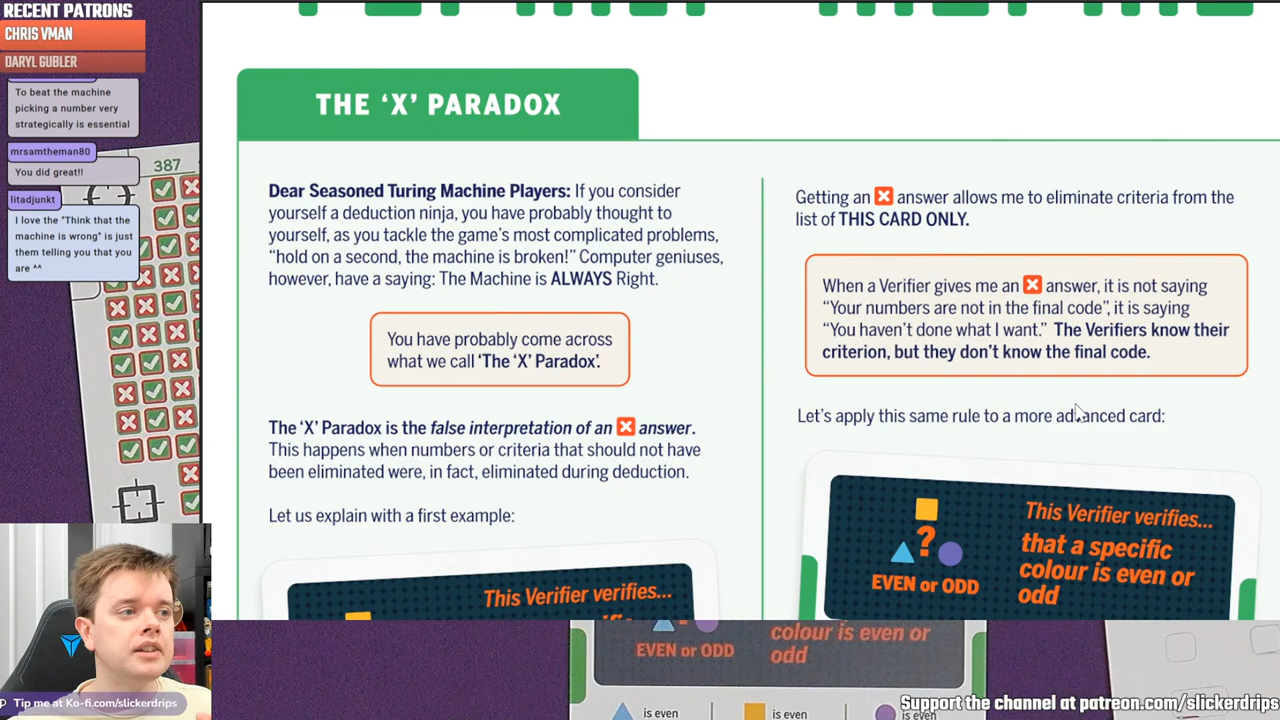 RECENT PATRONS
CHRIS VMAN
DARYL GUBLER
To beat the machine
picking a number very
strategically is essential
mrsamtheman80
You did great!!
litadjunkt
I love the "Think that the
machine is wrong" is just
them telling you that you
are ^^
387
THE ‘X’ PARADOX
Dear Seasoned Turing Machine Players: If you consider
yourself a deduction ninja, you have probably thought to
yourself, as you tackle the game’s most complicated problems,
“hold on a second, the machine is broken!” Computer geniuses,
however, have a saying: The Machine is ALWAYS Right.
You have probably come across
what we call ‘The ‘X’ Paradox’.
The ‘X’ Paradox is the false interpretation of an X answer.
This happens when numbers or criteria that should not have
been eliminated were, in fact, eliminated during deduction.
Let us explain with a first example:
This Verifier verifies...
Getting an X answer allows me to eliminate criteria from the
list of THIS CARD ONLY.
When a Verifier gives me an X answer, it is not saying
“Your numbers are not in the final code”, it is saying
“You haven’t done what I want.” The Verifiers know their
criterion, but they don’t know the final code.
Let’s apply this same rule to a more advanced card:
?
EVEN or ODD
This Verifier verifies...
that a specific
colour is even or
odd
EVEN or ODD
colour is even or
odd
is even
is even
is even
Tip me at Ko-fi.com/slickerdrips
Support the channel at patreon.com/slickerdrips